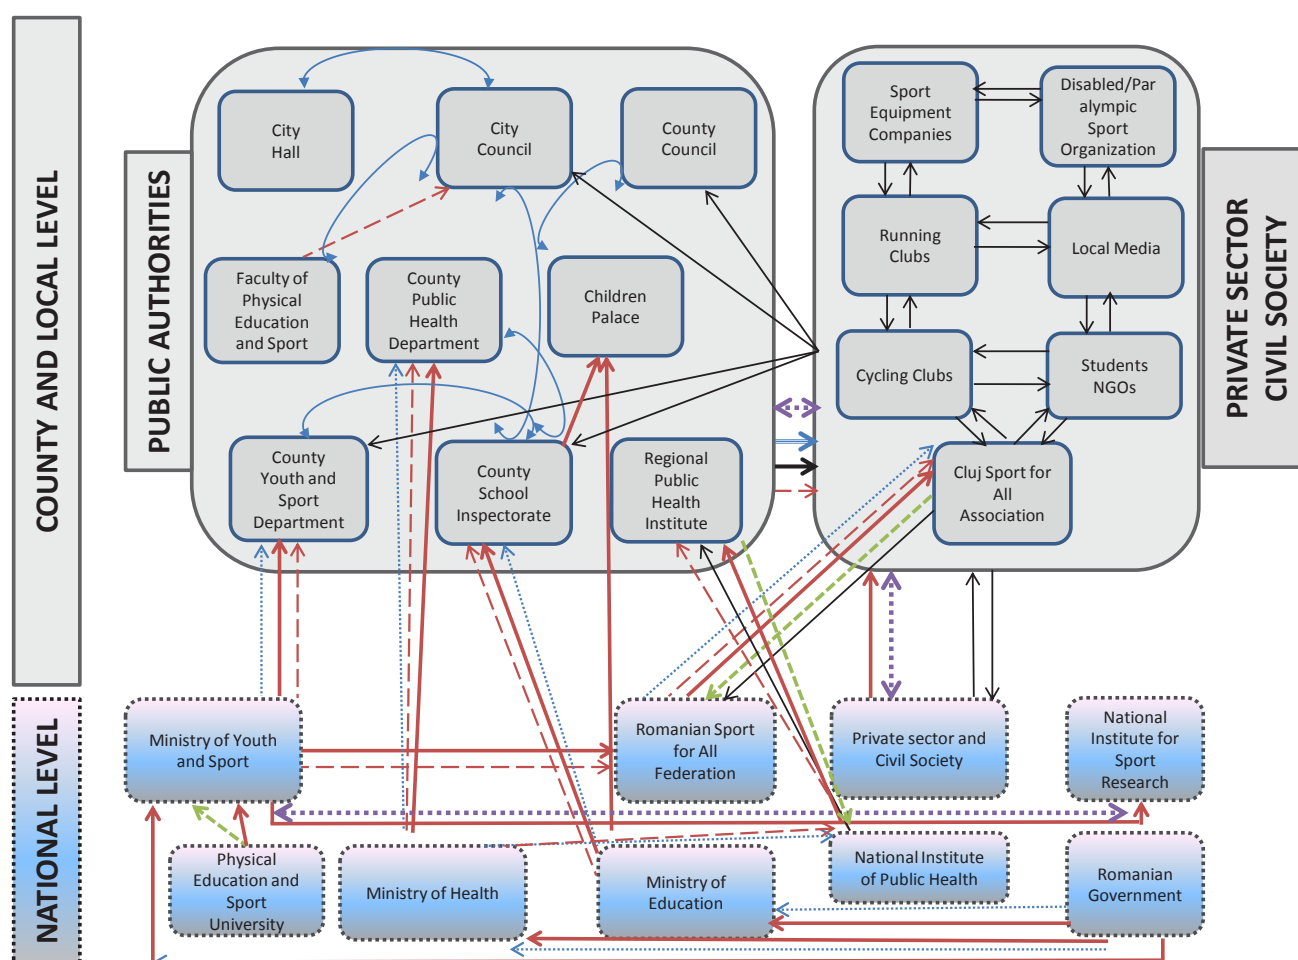 COUNTY AND LOCAL LEVEL
PUBLIC AUTHORITIES
City
Hall
City
Council
County
Council
Faculty of
Physical
Education
and Sport
County
Public
Health
Department
Children
Palace
County
Youth and
Sport
Department
County
School
Inspectorate
Regional
Public
Health
Institute
Sport
Equipment
Companies
Disabled/Par
alympic
Sport
Organization
Running
Clubs
Local Media
Cycling Clubs
Students
NGOs
Cluj Sport for
All
Association
PRIVATE SECTOR
CIVIL SOCIETY
NATIONAL LEVEL
Ministry of Youth
and Sport
Romanian Sport
for All
Federation
Private sector and
Civil Society
National
Institute for
Sport
Research
Physical
Education and
Sport
University
Ministry of Health
Ministry of
Education
National Institute
of Public Health
Romanian
Government